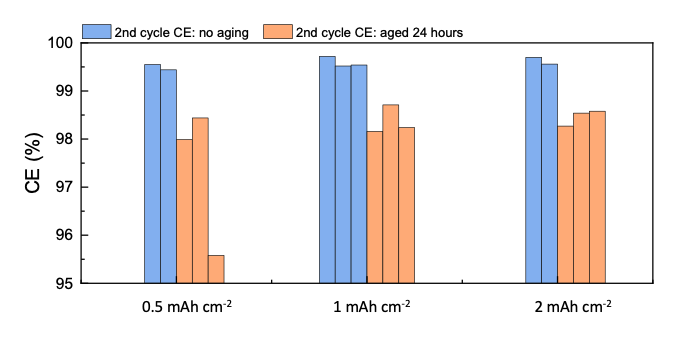 2nd cycle CE: no aging 2nd cycle CE: aged 24 hours
100
99
98
97
96
95
CE (%)
0.5 mAh cm⁻² 1 mAh cm⁻² 2 mAh cm⁻²